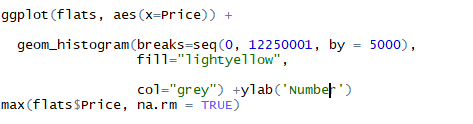 ggplot(flats, aes(x=Price)) +
geom_histogram(breaks=seq(0, 12250001, by = 5000),
fill="lightyellow",
col="grey") +ylab('Number')
max(flats$Price, na.rm = TRUE)